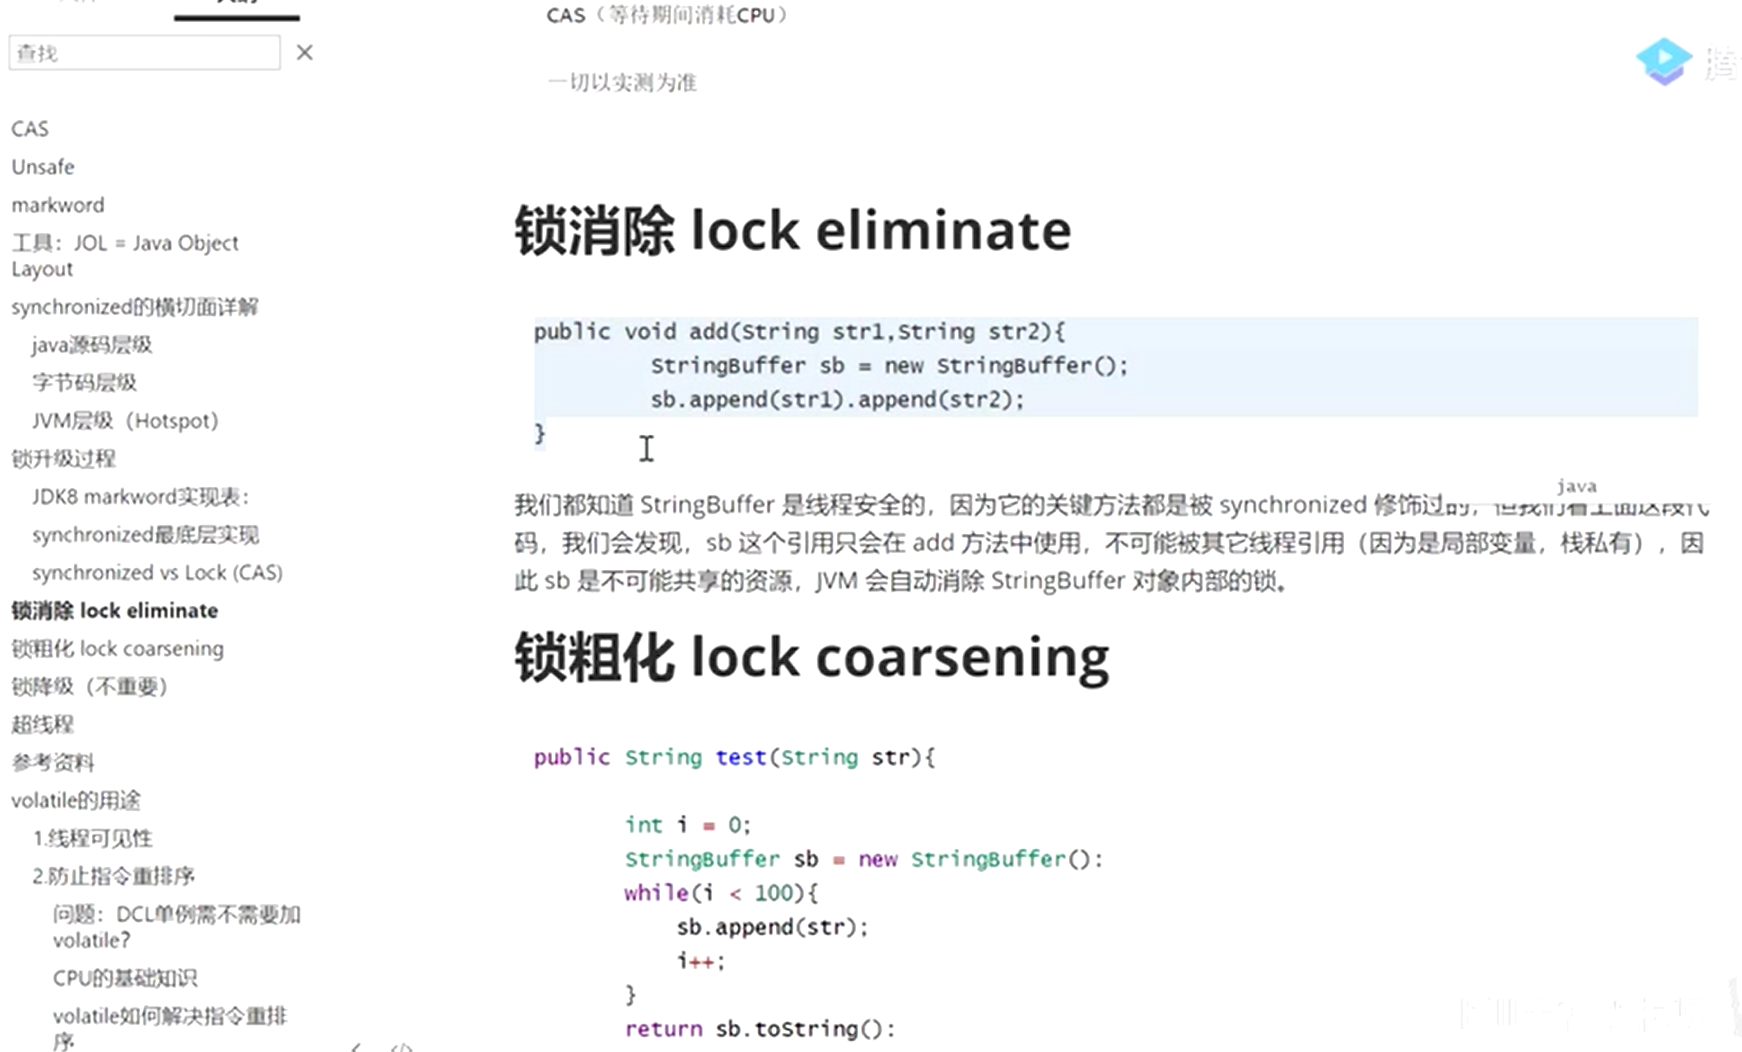 查找
CAS
Unsafe
markword
工具：JOL = Java Object
Layout
synchronized的横切面详解
java源码层级
字节码层级
JVM层级（Hotspot）
锁升级过程
JDK8 markword实现表：
synchronized最底层实现
synchronized vs Lock (CAS)
锁消除 lock eliminate
锁粗化 lock coarsening
锁降级（不重要）
超线程
参考资料
volatile的用途
1.线程可见性
2.防止指令重排序
问题：DCL单例需不需要加
volatile？
CPU的基础知识
volatile如何解决指令重排
序
CAS（等待期间消耗CPU）
一切以实测为准
腾
锁消除 lock eliminate
public void add(String str1,String str2){
StringBuffer sb = new StringBuffer();
sb.append(str1).append(str2);
}
java
我们都知道 StringBuffer 是线程安全的，因为它的关键方法都是被 synchronized 修饰过的，但我们看上面这段代
码，我们会发现，sb 这个引用只会在 add 方法中使用，不可能被其它线程引用（因为是局部变量，栈私有），因
此 sb 是不可能共享的资源，JVM 会自动消除 StringBuffer 对象内部的锁。
锁粗化 lock coarsening
public String test(String str){
int i = 0;
StringBuffer sb = new StringBuffer():
while(i < 100){
sb.append(str);
i++;
}
return sb.toString():